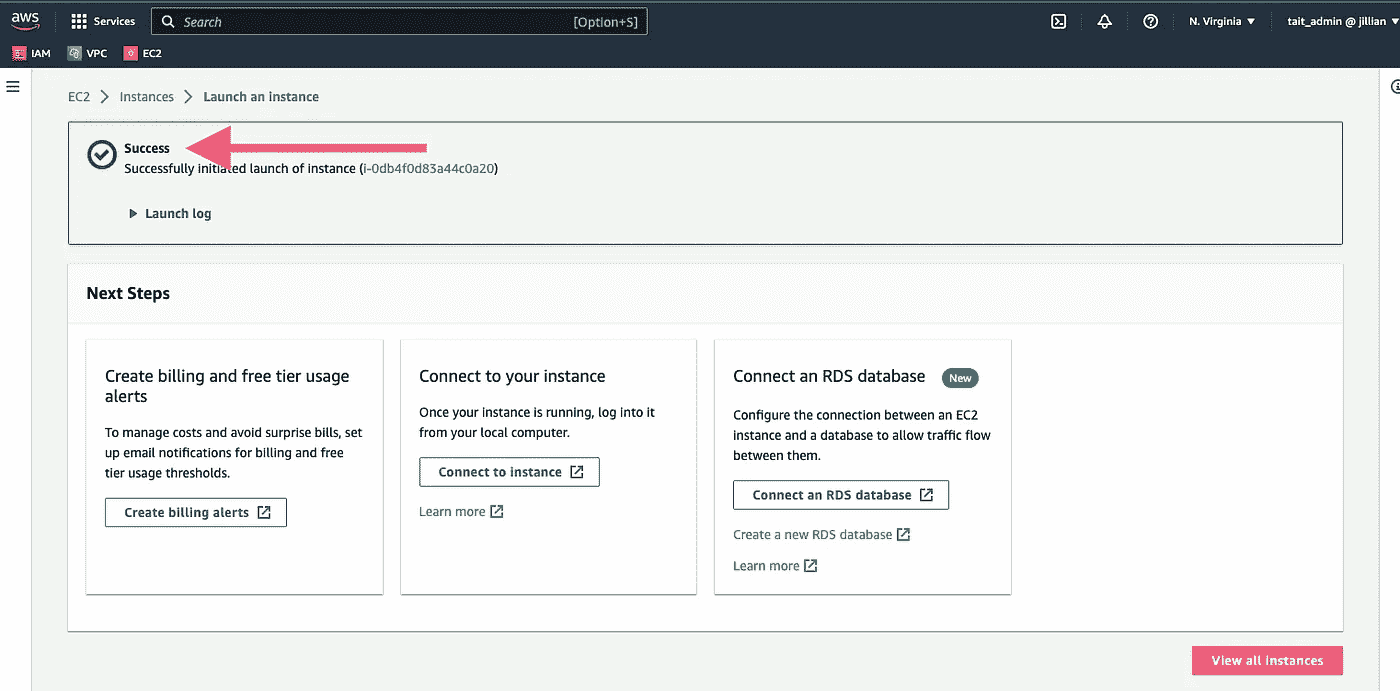 aws
Services
Search
[Option+S]
N. Virginia
tait_admin @ jillian
IAM
VPC
EC2
EC2
Instances
Launch an instance
Success
Successfully initiated launch of instance (i-0db4f0d83a44c0a20)
Launch log
Next Steps
Create billing and free tier usage
alerts
To manage costs and avoid surprise bills, set
up email notifications for billing and free
tier usage thresholds.
Create billing alerts
Connect to your instance
Once your instance is running, log into it
from your local computer.
Connect to instance
Learn more
Connect an RDS database
New
Configure the connection between an EC2
instance and a database to allow traffic flow
between them.
Connect an RDS database
Create a new RDS database
Learn more
View all instances